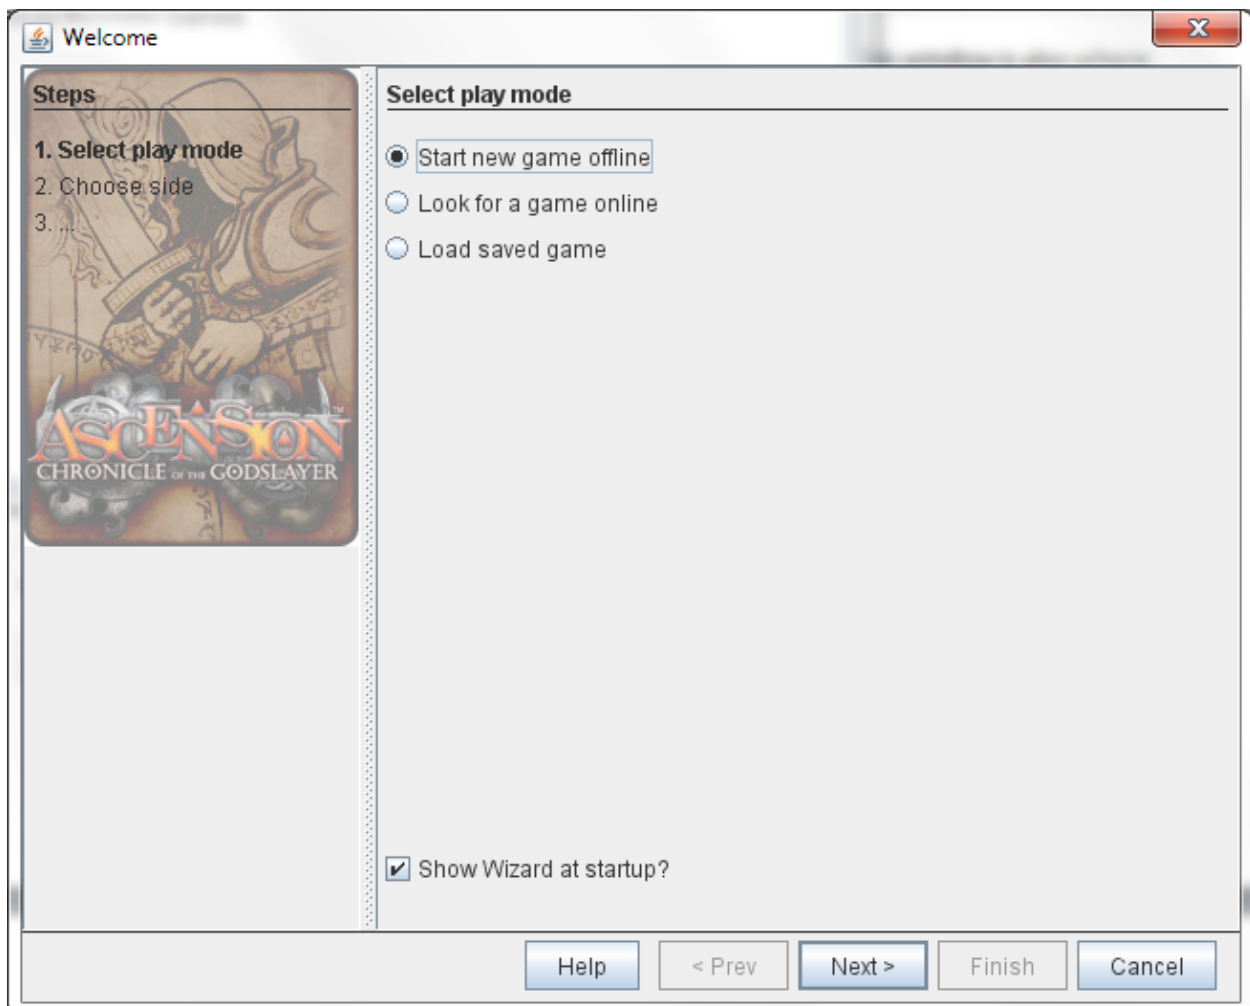 Welcome
Steps
1. Select play mode
2. Choose side
3. ...
ASCENSION™
CHRONICLE OF THE GODSLAYER
Select play mode
Start new game offline
Look for a game online
Load saved game
Show Wizard at startup?
Help
< Prev
Next >
Finish
Cancel